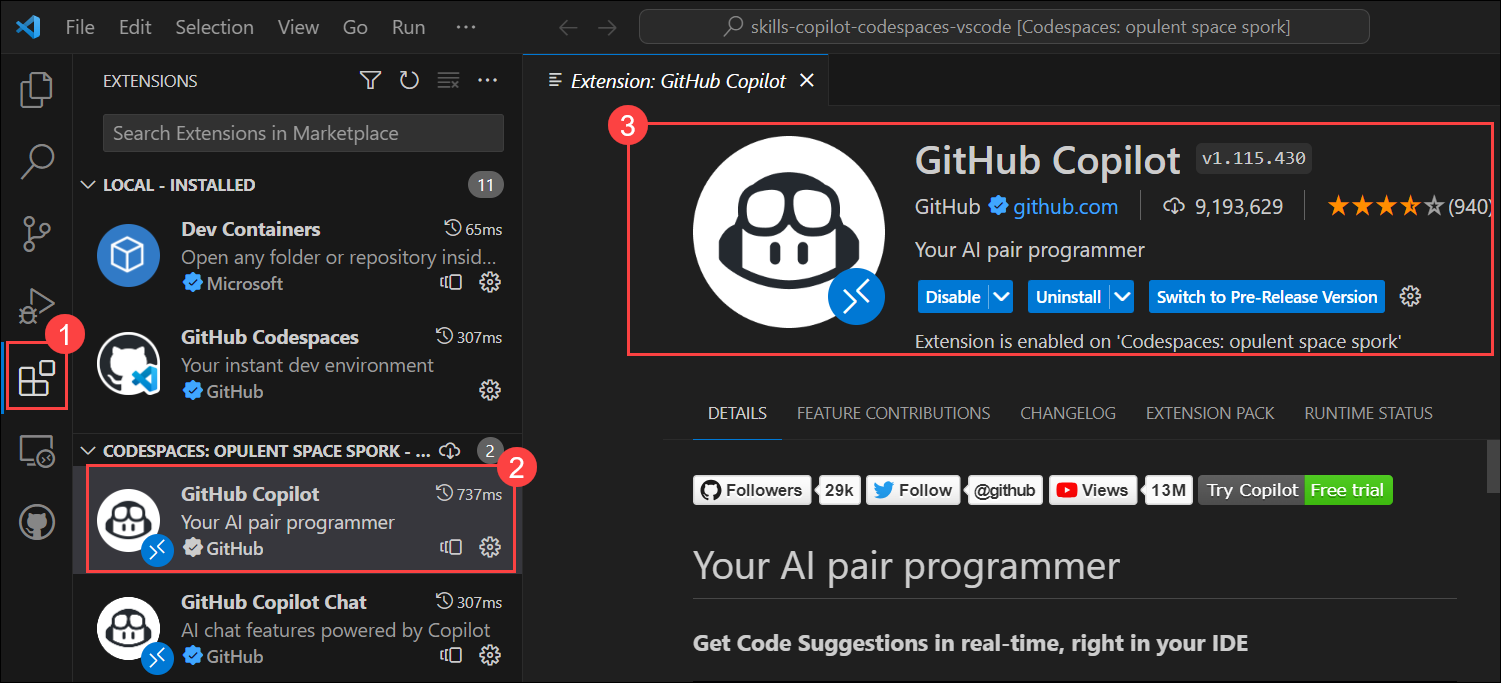 File Edit Selection View Go Run ···
skills-copilot-codespaces-vscode [Codespaces: opulent space spork]
EXTENSIONS
Search Extensions in Marketplace
LOCAL - INSTALLED 11
Dev Containers 65ms
Open any folder or repository insid...
Microsoft
GitHub Codespaces 307ms
Your instant dev environment
GitHub
1
CODESPACES: OPULENT SPACE SPORK - ... 2
2
GitHub Copilot 737ms
Your AI pair programmer
GitHub
GitHub Copilot Chat 307ms
AI chat features powered by Copilot
GitHub
Extension: GitHub Copilot
3
GitHub Copilot v1.115.430
GitHub github.com 9,193,629 (940)
Your AI pair programmer
Disable Uninstall Switch to Pre-Release Version
Extension is enabled on 'Codespaces: opulent space spork'
DETAILS FEATURE CONTRIBUTIONS CHANGELOG EXTENSION PACK RUNTIME STATUS
Followers 29k Follow @github Views 13M Try Copilot Free trial
Your AI pair programmer
Get Code Suggestions in real-time, right in your IDE